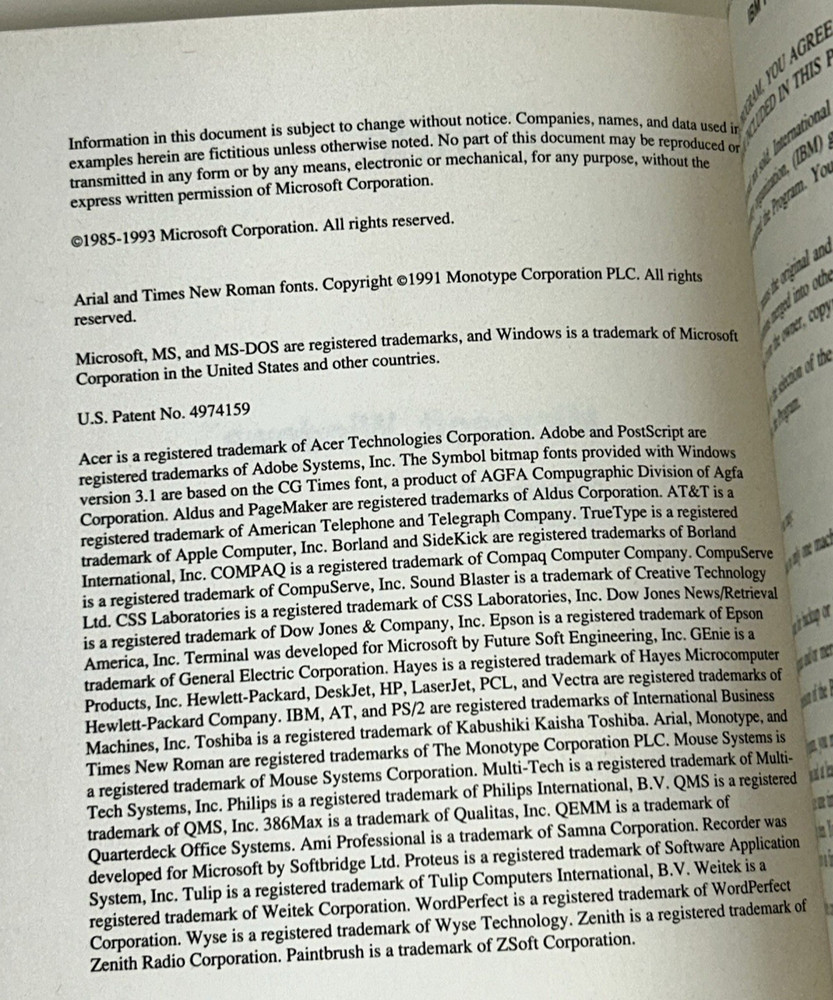 Information in this document is subject to change without notice. Companies, names, and data used in
examples herein are fictitious unless otherwise noted. No part of this document may be reproduced or
transmitted in any form or by any means, electronic or mechanical, for any purpose, without the
express written permission of Microsoft Corporation.
©1985-1993 Microsoft Corporation. All rights reserved.
Arial and Times New Roman fonts. Copyright ©1991 Monotype Corporation PLC. All rights
reserved.
Microsoft, MS, and MS-DOS are registered trademarks, and Windows is a trademark of Microsoft
Corporation in the United States and other countries.
U.S. Patent No. 4974159
Acer is a registered trademark of Acer Technologies Corporation. Adobe and PostScript are
registered trademarks of Adobe Systems, Inc. The Symbol bitmap fonts provided with Windows
version 3.1 are based on the CG Times font, a product of AGFA Compugraphic Division of Agfa
Corporation. Aldus and PageMaker are registered trademarks of Aldus Corporation. AT&T is a
registered trademark of American Telephone and Telegraph Company. TrueType is a registered
trademark of Apple Computer, Inc. Borland and SideKick are registered trademarks of Borland
International, Inc. COMPAQ is a registered trademark of Compaq Computer Company. CompuServe
is a registered trademark of CompuServe, Inc. Sound Blaster is a trademark of Creative Technology
Ltd. CSS Laboratories is a registered trademark of CSS Laboratories, Inc. Dow Jones News/Retrieval
is a registered trademark of Dow Jones & Company, Inc. Epson is a registered trademark of Epson
America, Inc. Terminal was developed for Microsoft by Future Soft Engineering, Inc. GEnie is a
trademark of General Electric Corporation. Hayes is a registered trademark of Hayes Microcomputer
Products, Inc. Hewlett-Packard, DeskJet, HP, LaserJet, PCL, and Vectra are registered trademarks of
Hewlett-Packard Company. IBM, AT, and PS/2 are registered trademarks of International Business
Machines, Inc. Toshiba is a registered trademark of Kabushiki Kaisha Toshiba. Arial, Monotype, and
Times New Roman are registered trademarks of The Monotype Corporation PLC. Mouse Systems is
a registered trademark of Mouse Systems Corporation. Multi-Tech is a registered trademark of Multi-
Tech Systems, Inc. Philips is a registered trademark of Philips International, B.V. QMS is a registered
trademark of QMS, Inc. 386Max is a trademark of Qualitas, Inc. QEMM is a trademark of
Quarterdeck Office Systems. Ami Professional is a trademark of Samna Corporation. Recorder was
developed for Microsoft by Softbridge Ltd. Proteus is a registered trademark of Software Application
System, Inc. Tulip is a registered trademark of Tulip Computers International, B.V. Weitek is a
registered trademark of Weitek Corporation. WordPerfect is a registered trademark of WordPerfect
Corporation. Wyse is a registered trademark of Wyse Technology. Zenith is a registered trademark of
Zenith Radio Corporation. Paintbrush is a trademark of ZSoft Corporation.
IBM
YOU AGREE
IN THIS
International
(IBM)
the Program. You
the original and
merged into
owner, copy
selection of the
Program.